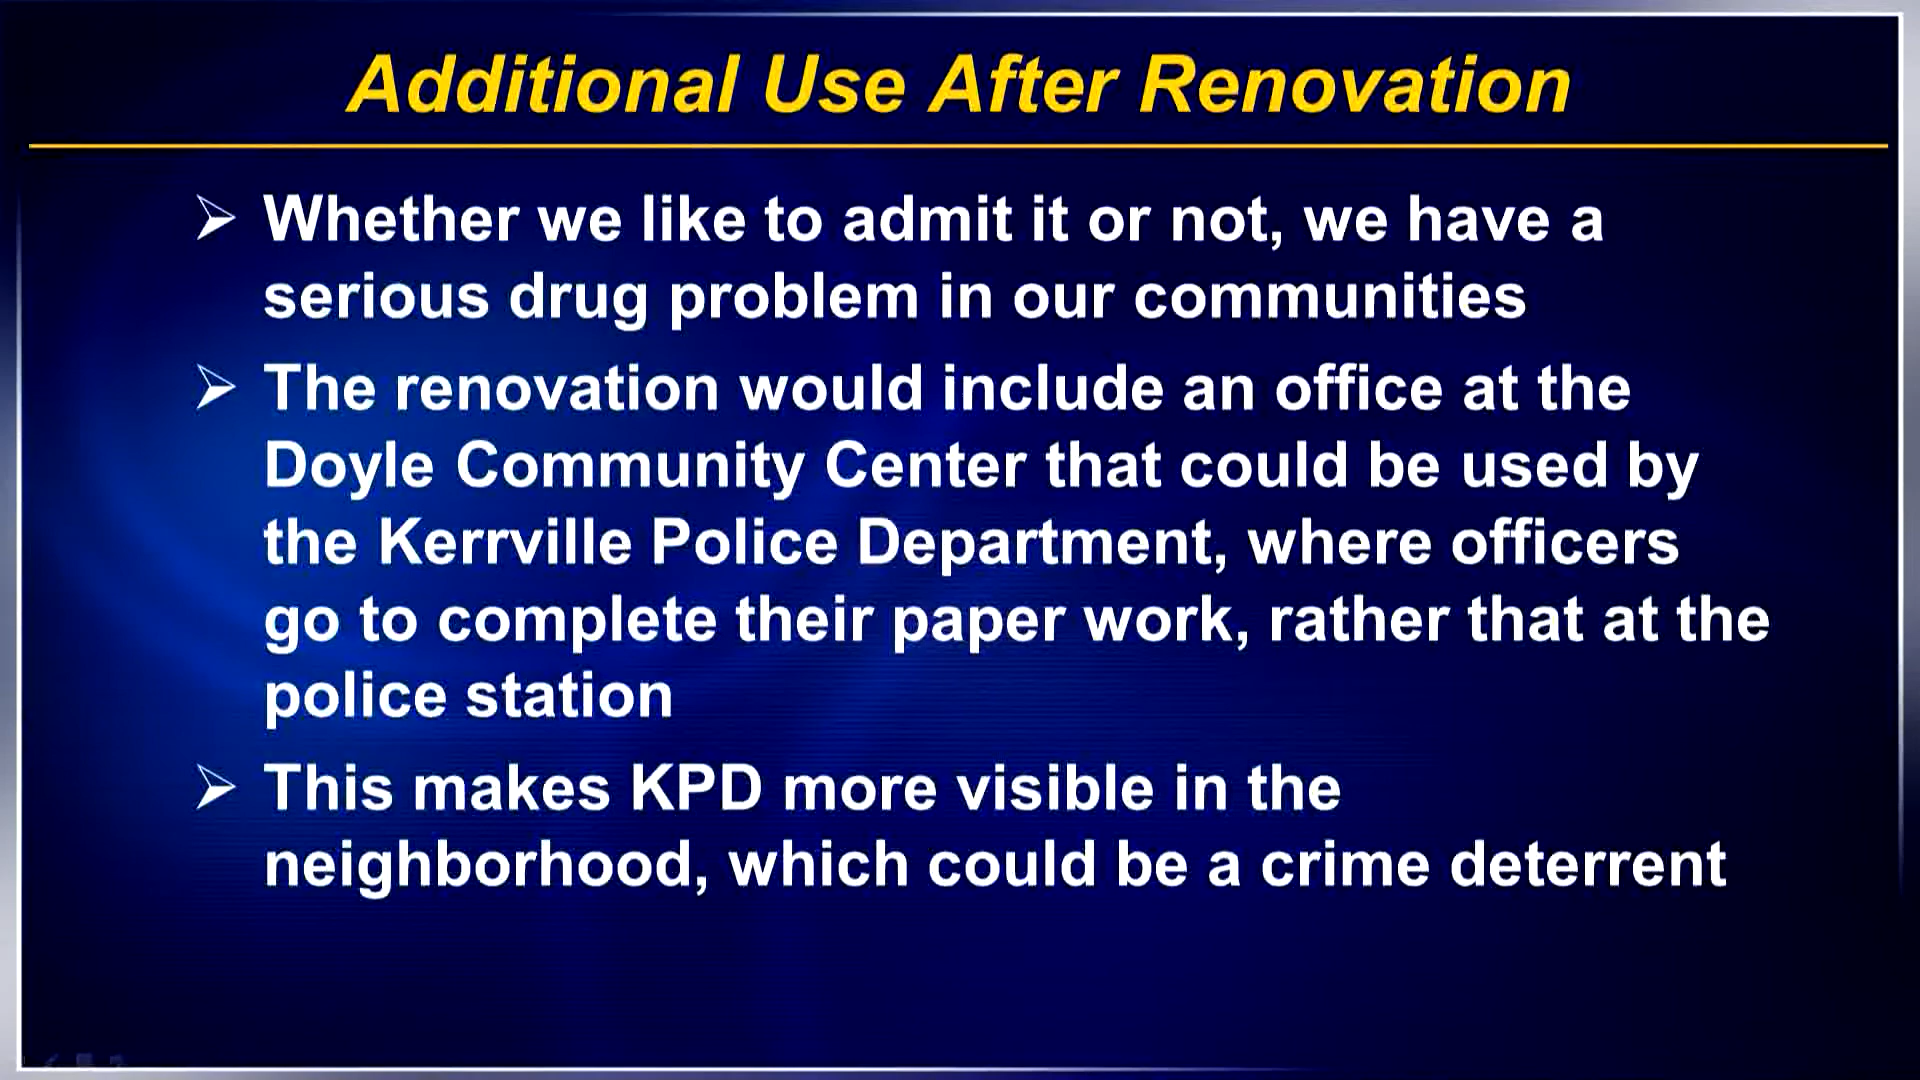 Additional Use After Renovation
Whether we like to admit it or not, we have a
serious drug problem in our communities
The renovation would include an office at the
Doyle Community Center that could be used by
the Kerrville Police Department, where officers
go to complete their paper work, rather that at the
police station
This makes KPD more visible in the
neighborhood, which could be a crime deterrent